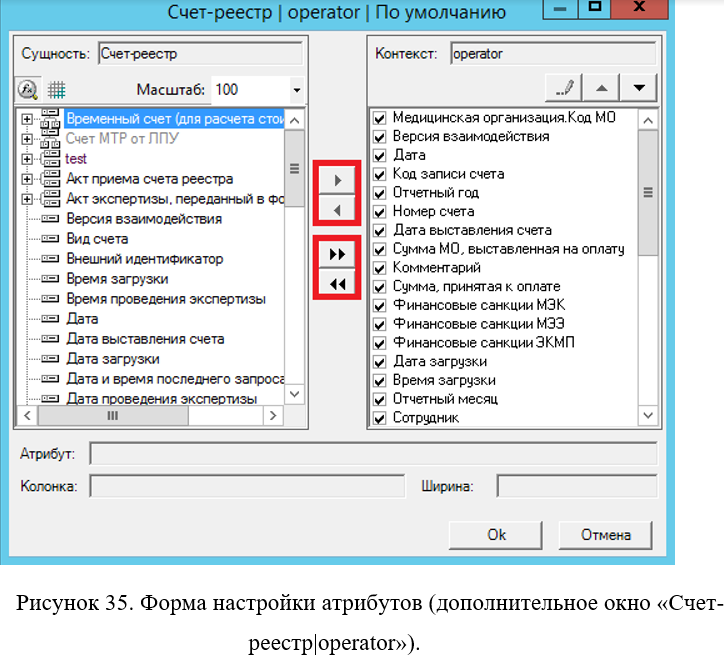 Счет-реестр | operator | По умолчанию
Сущность: Счет-реестр
Масштаб: 100
Временный счет (для расчета стои
Счет МТР от ЛПУ
test
Акт приема счета реестра
Акт экспертизы, переданный в фо
Версия взаимодействия
Вид счета
Внешний идентификатор
Время загрузки
Время проведения экспертизы
Дата
Дата выставления счета
Дата загрузки
Дата и время последнего запроса
Дата проведения экспертизы
Контекст: operator
Медицинская организация.Код МО
Версия взаимодействия
Дата
Код записи счета
Отчетный год
Номер счета
Дата выставления счета
Сумма МО, выставленная на оплату
Комментарий
Сумма, принятая к оплате
Финансовые санкции МЭК
Финансовые санкции МЭЭ
Финансовые санкции ЭКМП
Дата загрузки
Время загрузки
Отчетный месяц
Сотрудник
Атрибут:
Колонка:
Ширина:
Ok
Отмена
Рисунок 35. Форма настройки атрибутов (дополнительное окно «Счет-
реестр|operator»).